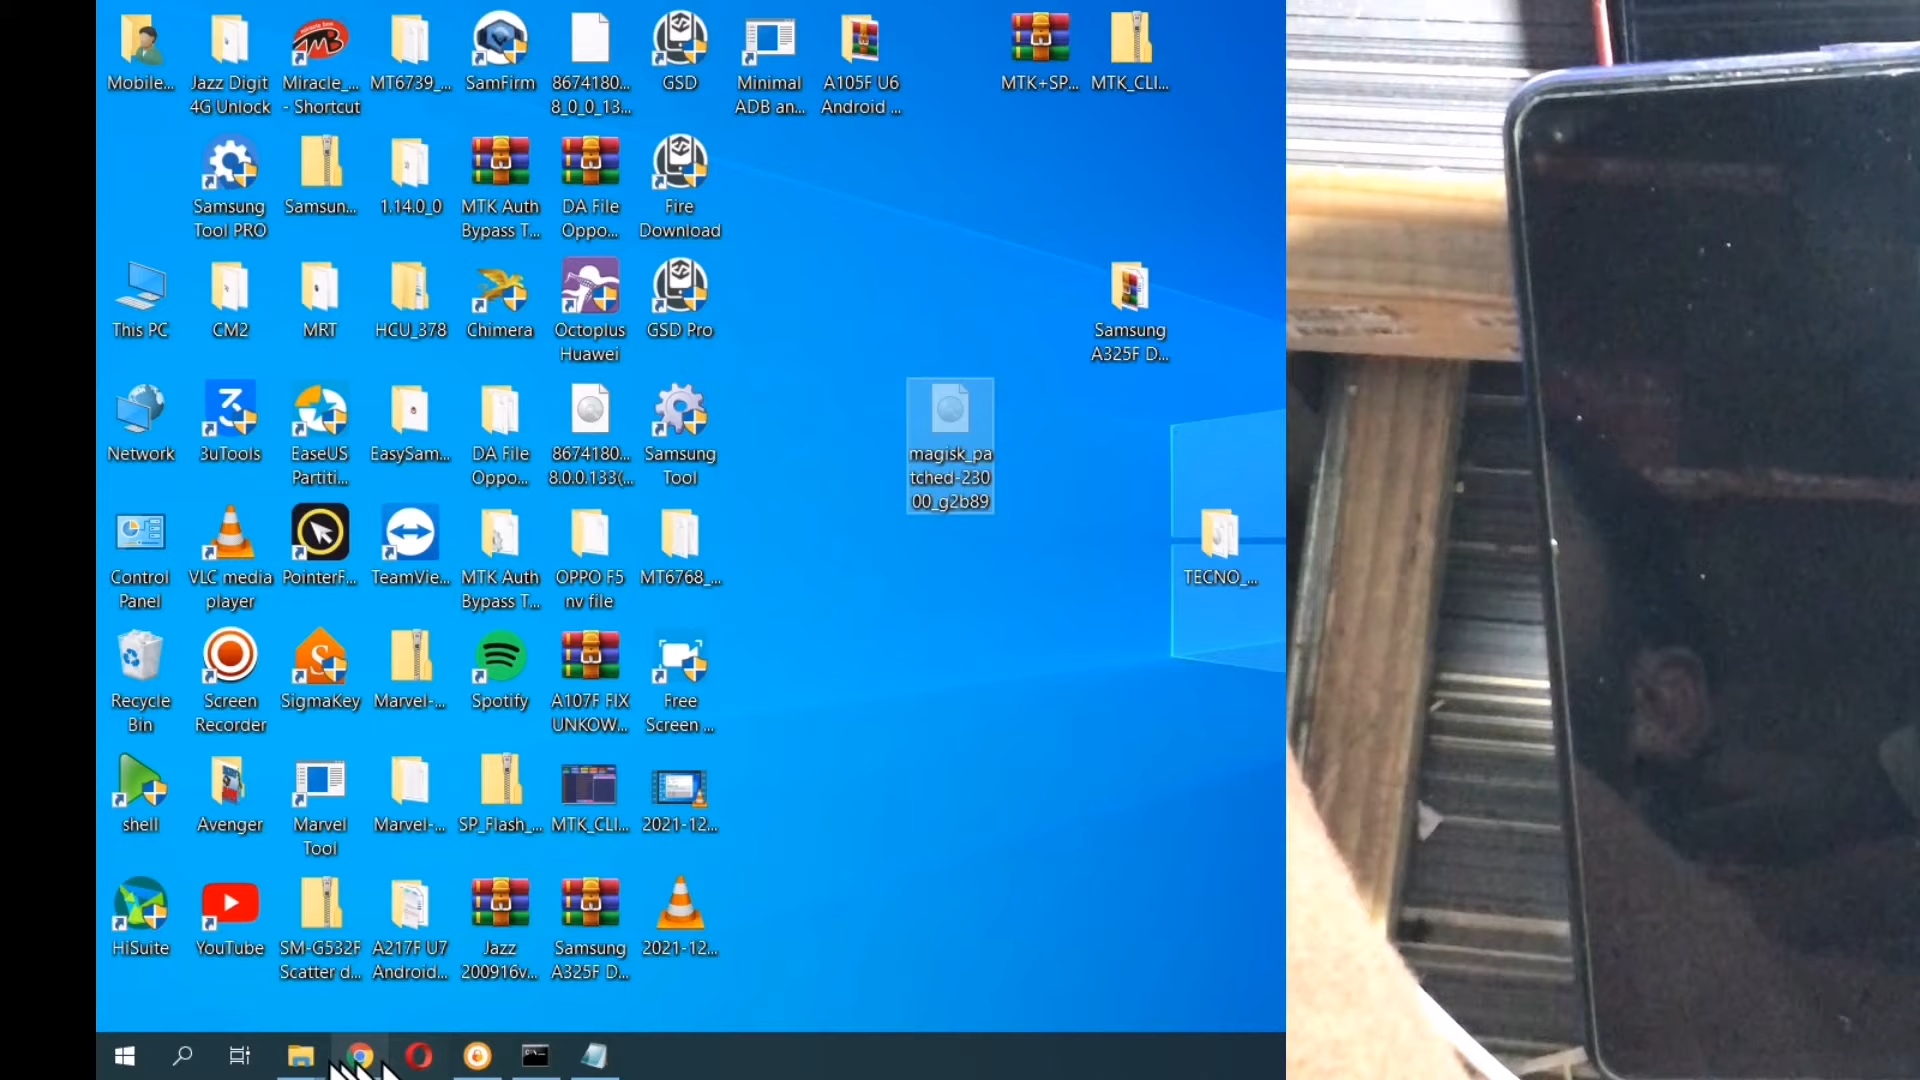 Mobile...
Jazz Digit
4G Unlock
Miracle_...
- Shortcut
MT6739_...
SamFirm
8674180...
8_0_0_13...
GSD
Minimal
ADB an...
A105F U6
Android ...
MTK+SP...
MTK_CLI...
Samsung
Tool PRO
Samsun...
1.14.0_0
MTK Auth
Bypass T...
DA File
Oppo...
Fire
Download
This PC
CM2
MRT
HCU_378
Chimera
Octoplus
Huawei
GSD Pro
Samsung
A325F D...
Network
3uTools
EaseUS
Partiti...
EasySam...
DA File
Oppo...
8674180...
8.0.0.133(...
Samsung
Tool
magisk_pa
tched-230
00_g2b89
Control
Panel
VLC media
player
PointerF...
TeamVie...
MTK Auth
Bypass T...
OPPO F5
nv file
MT6768_...
TECNO_...
Recycle
Bin
Screen
Recorder
SigmaKey
Marvel-...
Spotify
A107F FIX
UNKOW...
Free
Screen ...
shell
Avenger
Marvel
Tool
Marvel-...
SP_Flash_...
MTK_CLI...
2021-12...
HiSuite
YouTube
SM-G532F
Scatter d...
A217F U7
Android...
Jazz
200916v...
Samsung
A325F D...
2021-12...